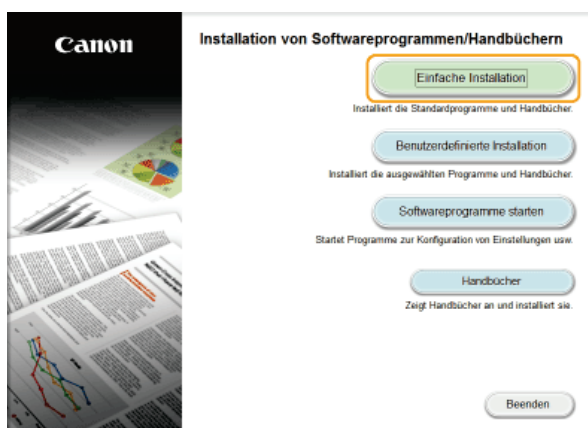 Canon
Installation von Softwareprogrammen/Handbüchern
Einfache Installation
Installiert die Standardprogramme und Handbücher.
Benutzerdefinierte Installation
Installiert die ausgewählten Programme und Handbücher.
Softwareprogramme starten
Startet Programme zur Konfiguration von Einstellungen usw.
Handbücher
Zeigt Handbücher an und installiert sie.
Beenden